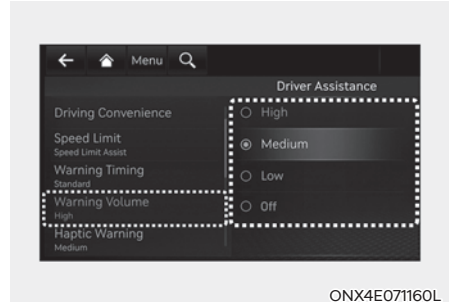 Menu
Driver Assistance
Driving Convenience
Speed Limit
Speed Limit Assist
Warning Timing
Standard
Warning Volume
High
Haptic Warning
Medium
High
Medium
Low
Off
ONX4E071160L